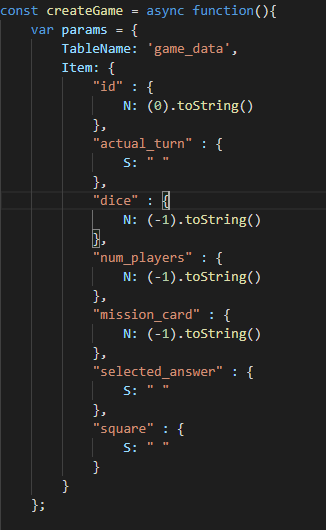 const createGame = async function(){
    var params = {
        TableName: 'game_data',
        Item: {
            "id" : {
                N: (0).toString()
            },
            "actual_turn" : {
                S: " "
            },
            "dice" : {
                N: (-1).toString()
            },
            "num_players" : {
                N: (-1).toString()
            },
            "mission_card" : {
                N: (-1).toString()
            },
            "selected_answer" : {
                S: " "
            },
            "square" : {
                S: " "
            }
        }
    };